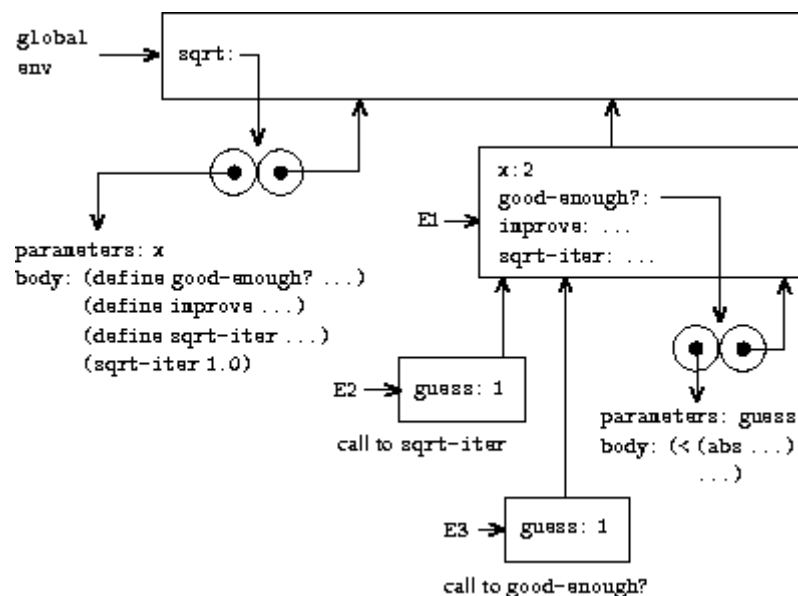 global
env
sqrt:
x:2
good-enough?:
E1
improve: ...
sqrt-iter: ...
parameters: x
body: (define good-enough? ...)
(define improve ...)
(define sqrt-iter ...)
(sqrt-iter 1.0)
E2
guess: 1
call to sqrt-iter
parameters: guess
body: (< (abs ...)
...)
E3
guess: 1
call to good-enough?